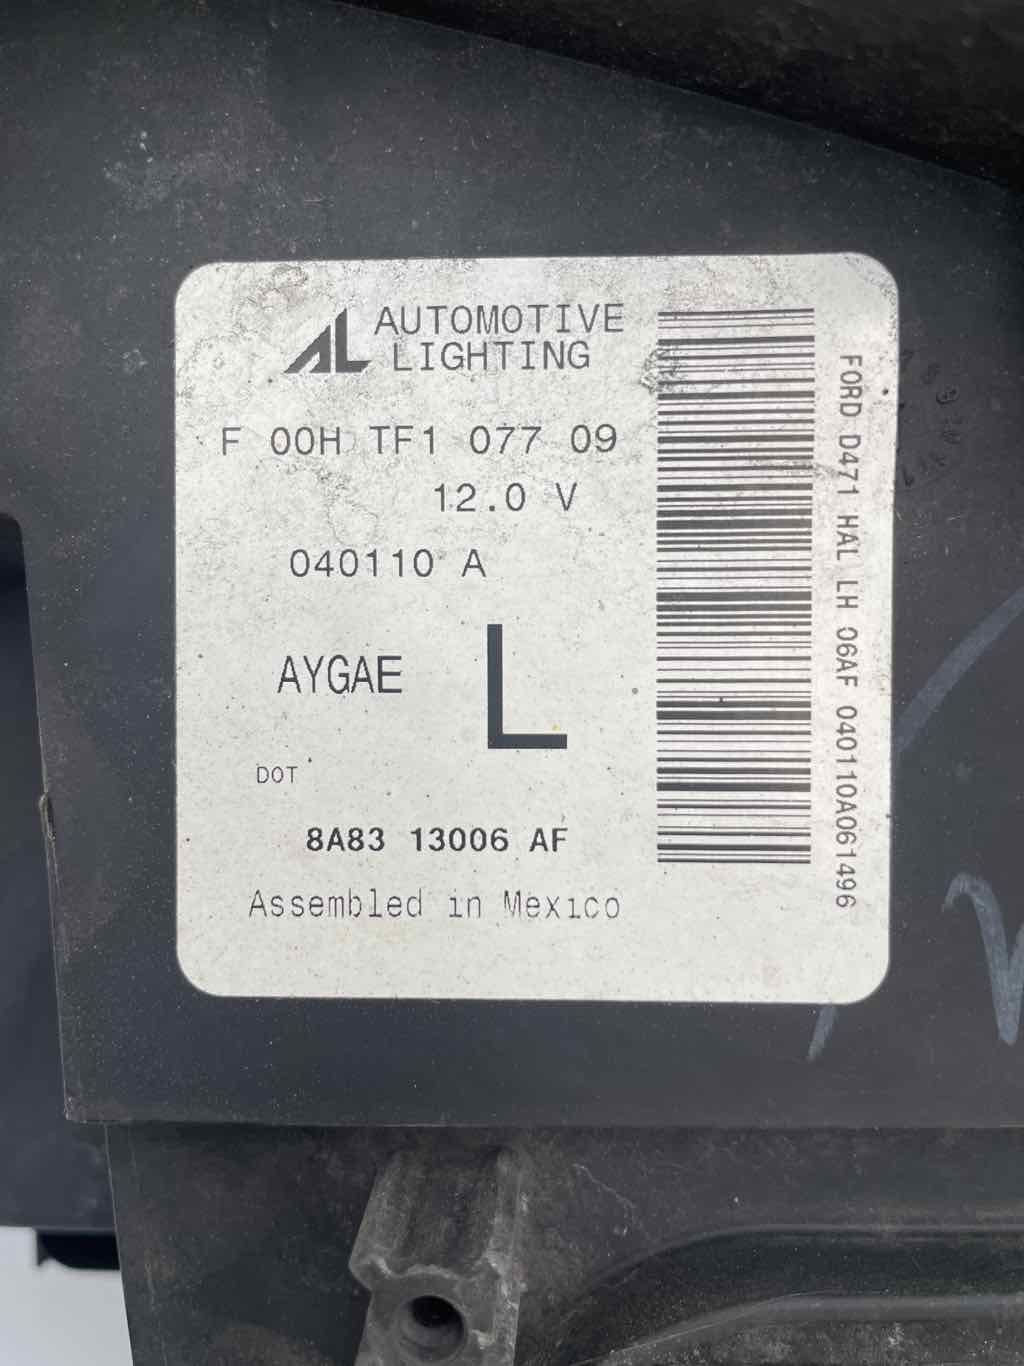 AL AUTOMOTIVE
LIGHTING
F 00H TF1 077 09
12.0 V
040110 A
AYGAE
L
DOT
8A83 13006 AF
Assembled in Mexico
FORD D471 HAL LH 06AF 040110A061496